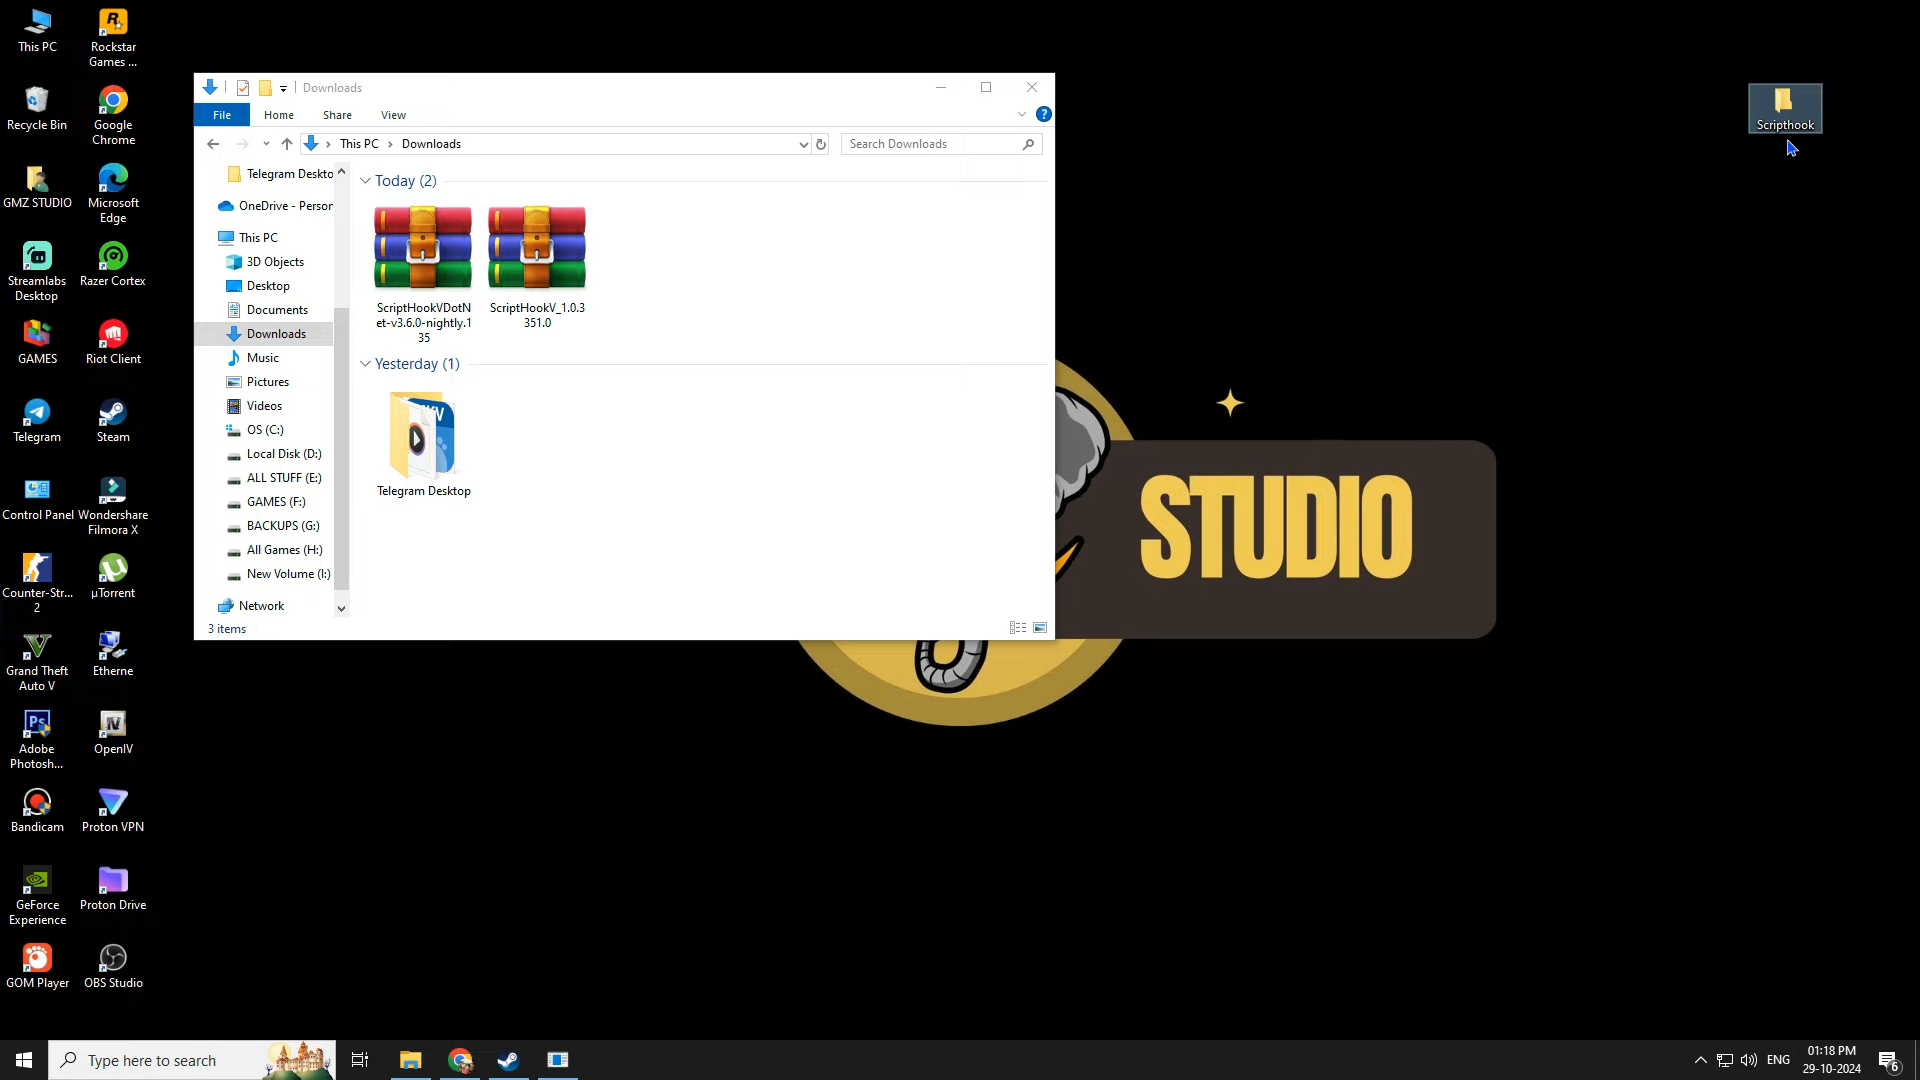 This PC
Rockstar
Games ...
Recycle Bin
Google
Chrome
GMZ STUDIO
Microsoft
Edge
Streamlabs
Desktop
Razer Cortex
GAMES
Riot Client
Telegram
Steam
Control Panel
Wondershare
Filmora X
Counter-Str...
2
µTorrent
Grand Theft
Auto V
Etherne
Adobe
Photosh...
OpenIV
Bandicam
Proton VPN
GeForce
Experience
Proton Drive
GOM Player
OBS Studio
Downloads
File
Home
Share
View
This PC
Downloads
Search Downloads
Telegram Deskto
OneDrive - Person
This PC
3D Objects
Desktop
Documents
Downloads
Music
Pictures
Videos
OS (C:)
Local Disk (D:)
ALL STUFF (E:)
GAMES (F:)
BACKUPS (G:)
All Games (H:)
New Volume (I:)
Network
Today (2)
ScriptHookVDotN
et-v3.6.0-nightly.1
35
ScriptHookV_1.0.3
351.0
Yesterday (1)
Telegram Desktop
3 items
Scripthook
STUDIO
Type here to search
ENG
01:18 PM
29-10-2024
6